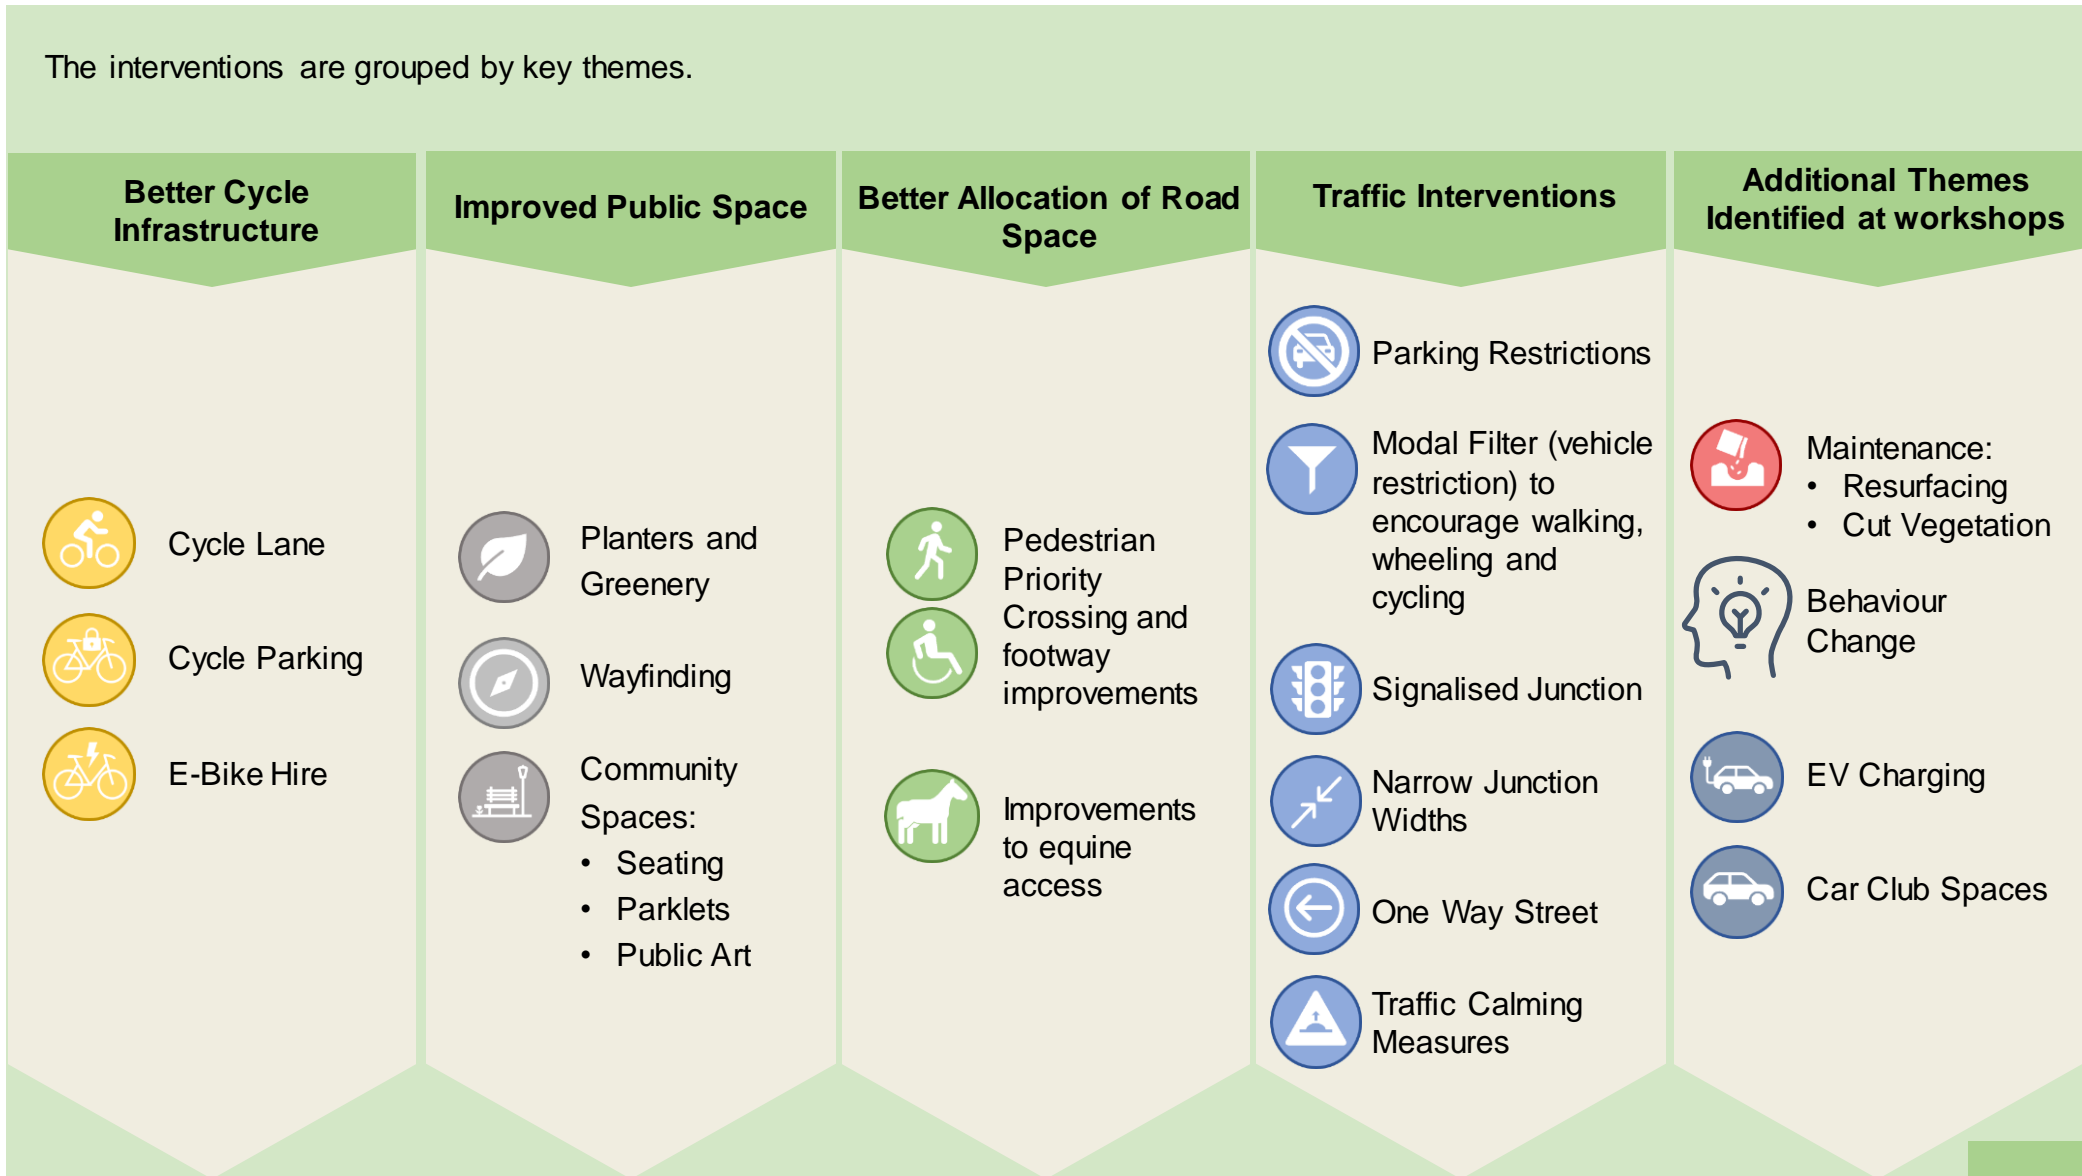 The interventions are grouped by key themes.
Better Cycle
Infrastructure
Cycle Lane
Cycle Parking
E-Bike Hire
Improved Public Space
Planters and
Greenery
Wayfinding
Community
Spaces:
• Seating
• Parklets
• Public Art
Better Allocation of Road
Space
Pedestrian
Priority
Crossing and
footway
improvements
Improvements
to equine
access
Traffic Interventions
Parking Restrictions
Modal Filter (vehicle
restriction) to
encourage walking,
wheeling and
cycling
Signalised Junction
Narrow Junction
Widths
One Way Street
Traffic Calming
Measures
Additional Themes
Identified at workshops
Maintenance:
• Resurfacing
• Cut Vegetation
Behaviour
Change
EV Charging
Car Club Spaces